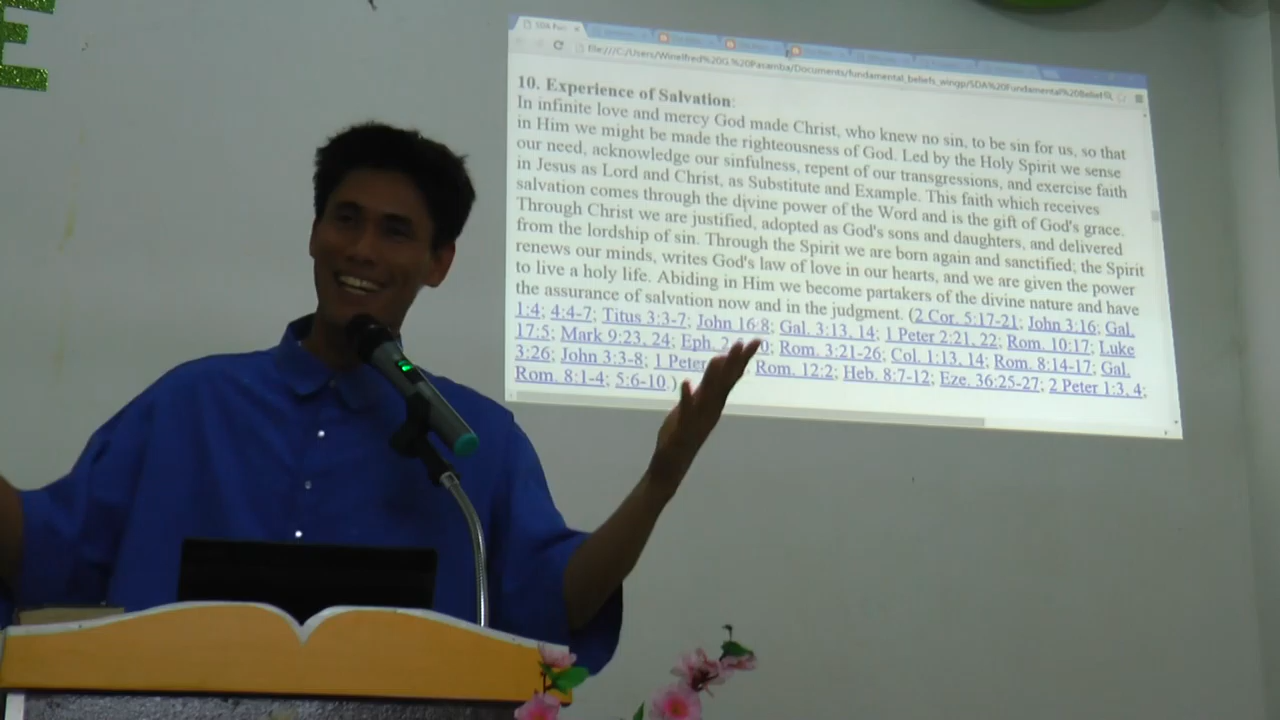 E
SDA Fun
file:///C:/Users/Winelfred%20G.%20Pasamba/Documents/fundamental_beliefs_wingp/SDA%20Fundamental%20Belief
10. Experience of Salvation:
In infinite love and mercy God made Christ, who knew no sin, to be sin for us, so that
in Him we might be made the righteousness of God. Led by the Holy Spirit we sense
our need, acknowledge our sinfulness, repent of our transgressions, and exercise faith
in Jesus as Lord and Christ, as Substitute and Example. This faith which receives
salvation comes through the divine power of the Word and is the gift of God's grace.
Through Christ we are justified, adopted as God's sons and daughters, and delivered
from the lordship of sin. Through the Spirit we are born again and sanctified; the Spirit
renews our minds, writes God's law of love in our hearts, and we are given the power
to live a holy life. Abiding in Him we become partakers of the divine nature and have
the assurance of salvation now and in the judgment. (2 Cor. 5:17-21; John 3:16; Gal.
1:4; 4:4-7; Titus 3:3-7; John 16:8; Gal. 3:13, 14; 1 Peter 2:21, 22; Rom. 10:17; Luke
17:5; Mark 9:23, 24; Eph. Rom. 3:21-26; Col. 1:13, 14; Rom. 8:14-17; Gal.
3:26; John 3:3-8; 1 Peter Rom. 12:2; Heb. 8:7-12; Eze. 36:25-27; 2 Peter 1:3, 4;
Rom. 8:1-4; 5:6-10.)